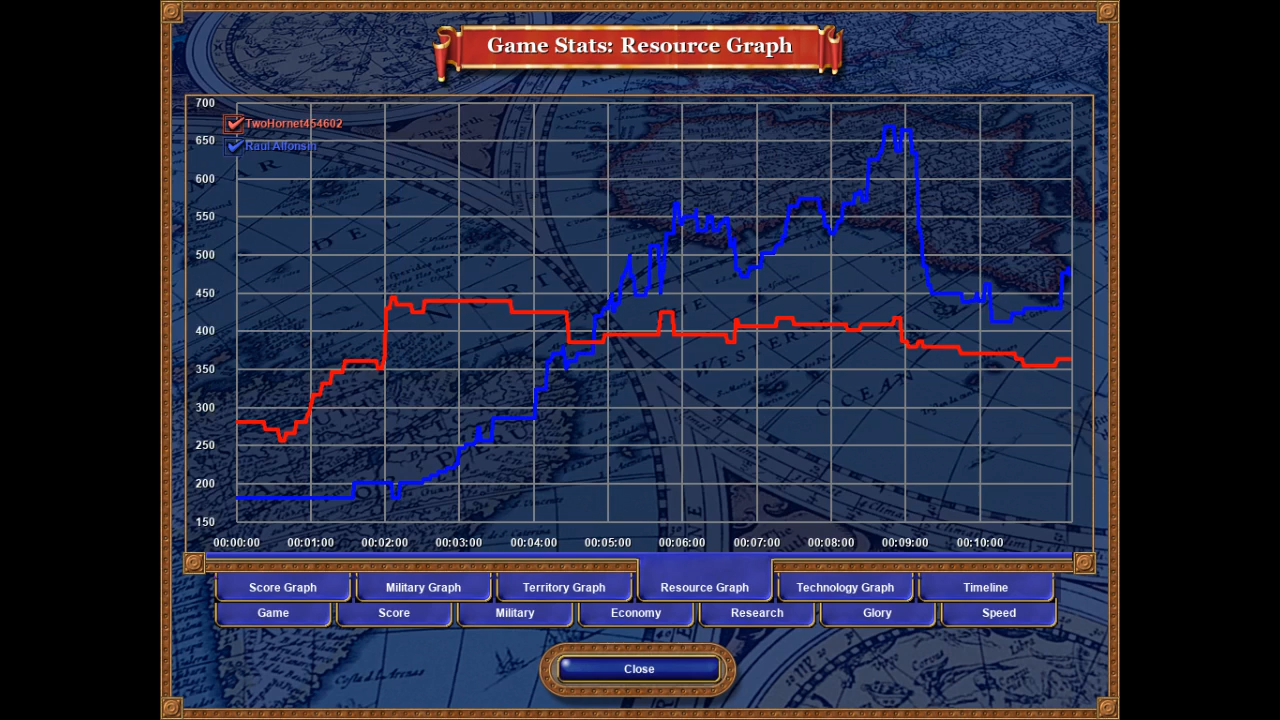 Game Stats: Resource Graph
700
TwoHornet454602
650
Raul Alfonsin
600
550
500
450
400
350
300
250
200
150
00:00:00 00:01:00 00:02:00 00:03:00 00:04:00 00:05:00 00:06:00 00:07:00 00:08:00 00:09:00 00:10:00
Score Graph Military Graph Territory Graph Resource Graph Technology Graph Timeline
Game Score Military Economy Research Glory Speed
Close